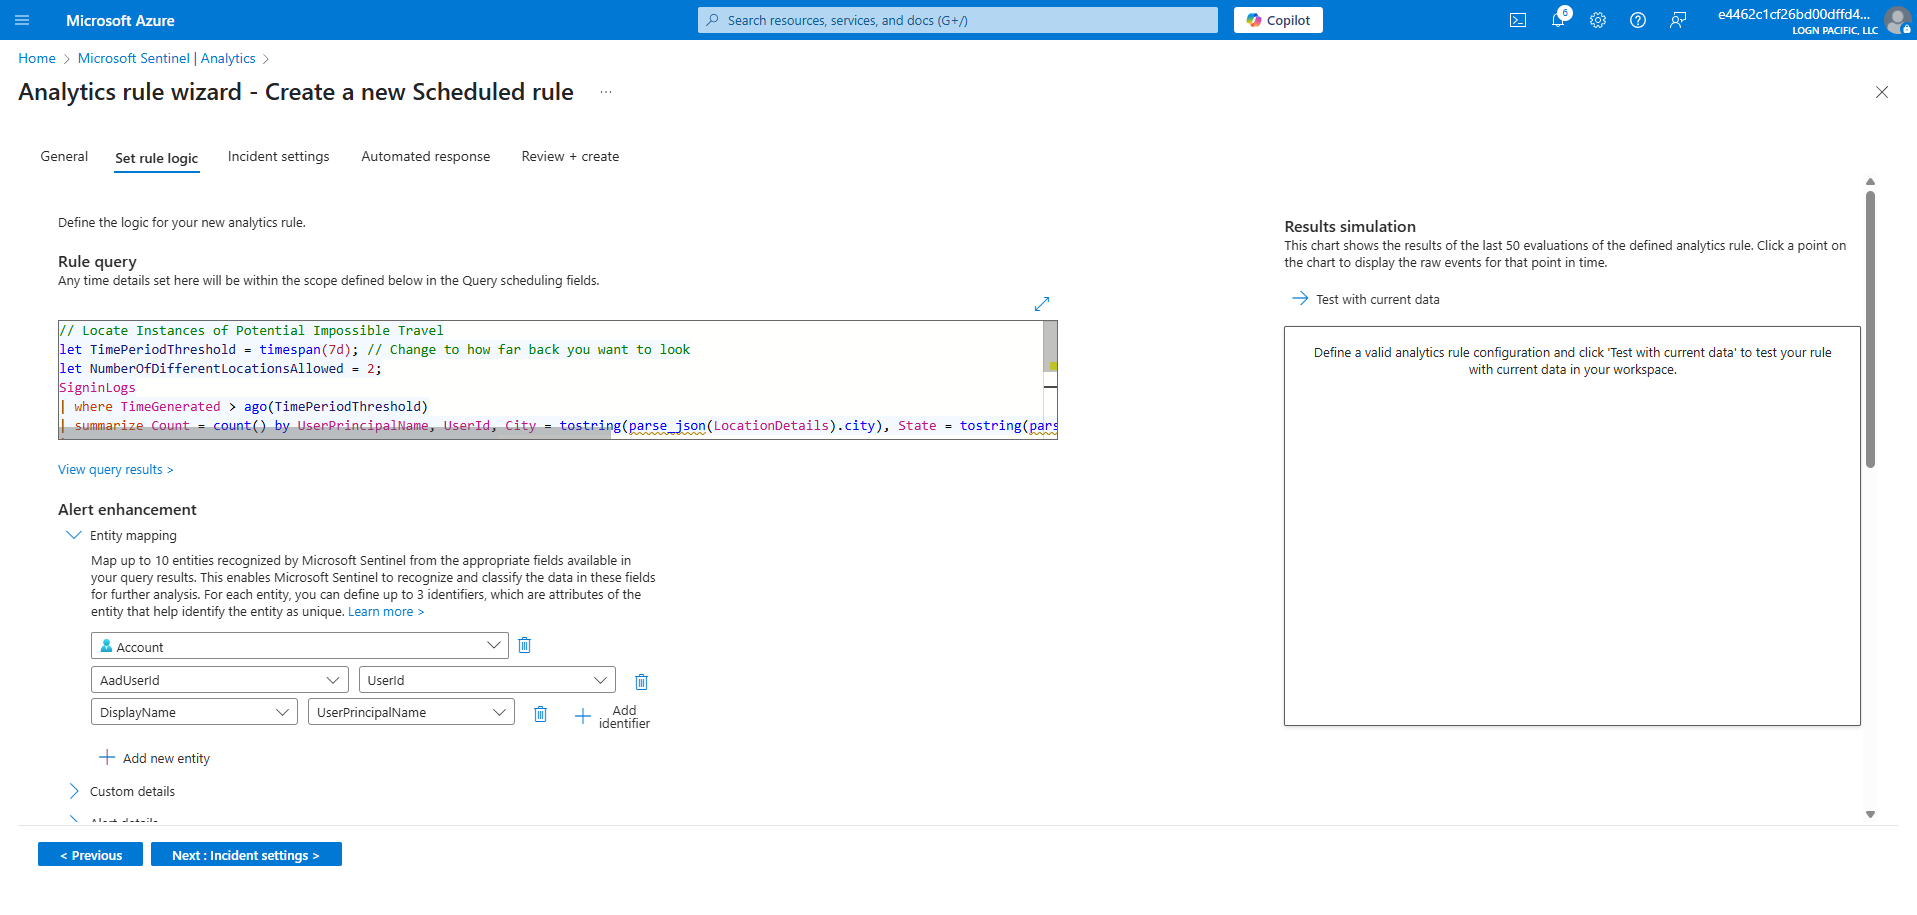 Microsoft Azure
Search resources, services, and docs (G+/)
Copilot
6
e4462c1cf26bd00dffd4...
LOGN PACIFIC, LLC
Home > Microsoft Sentinel | Analytics >
Analytics rule wizard - Create a new Scheduled rule ...
General
Set rule logic
Incident settings
Automated response
Review + create
Define the logic for your new analytics rule.
Rule query
Any time details set here will be within the scope defined below in the Query scheduling fields.
// Locate Instances of Potential Impossible Travel
let TimePeriodThreshold = timespan(7d); // Change to how far back you want to look
let NumberOfDifferentLocationsAllowed = 2;
SigninLogs
| where TimeGenerated > ago(TimePeriodThreshold)
| summarize Count = count() by UserPrincipalName, UserId, City = tostring(parse_json(LocationDetails).city), State = tostring(pars
View query results >
Alert enhancement
Entity mapping
Map up to 10 entities recognized by Microsoft Sentinel from the appropriate fields available in
your query results. This enables Microsoft Sentinel to recognize and classify the data in these fields
for further analysis. For each entity, you can define up to 3 identifiers, which are attributes of the
entity that help identify the entity as unique. Learn more >
Account
AadUserId
UserId
DisplayName
UserPrincipalName
Add
identifier
Add new entity
Custom details
Alert details
Results simulation
This chart shows the results of the last 50 evaluations of the defined analytics rule. Click a point on
the chart to display the raw events for that point in time.
Test with current data
Define a valid analytics rule configuration and click 'Test with current data' to test your rule
with current data in your workspace.
< Previous
Next : Incident settings >